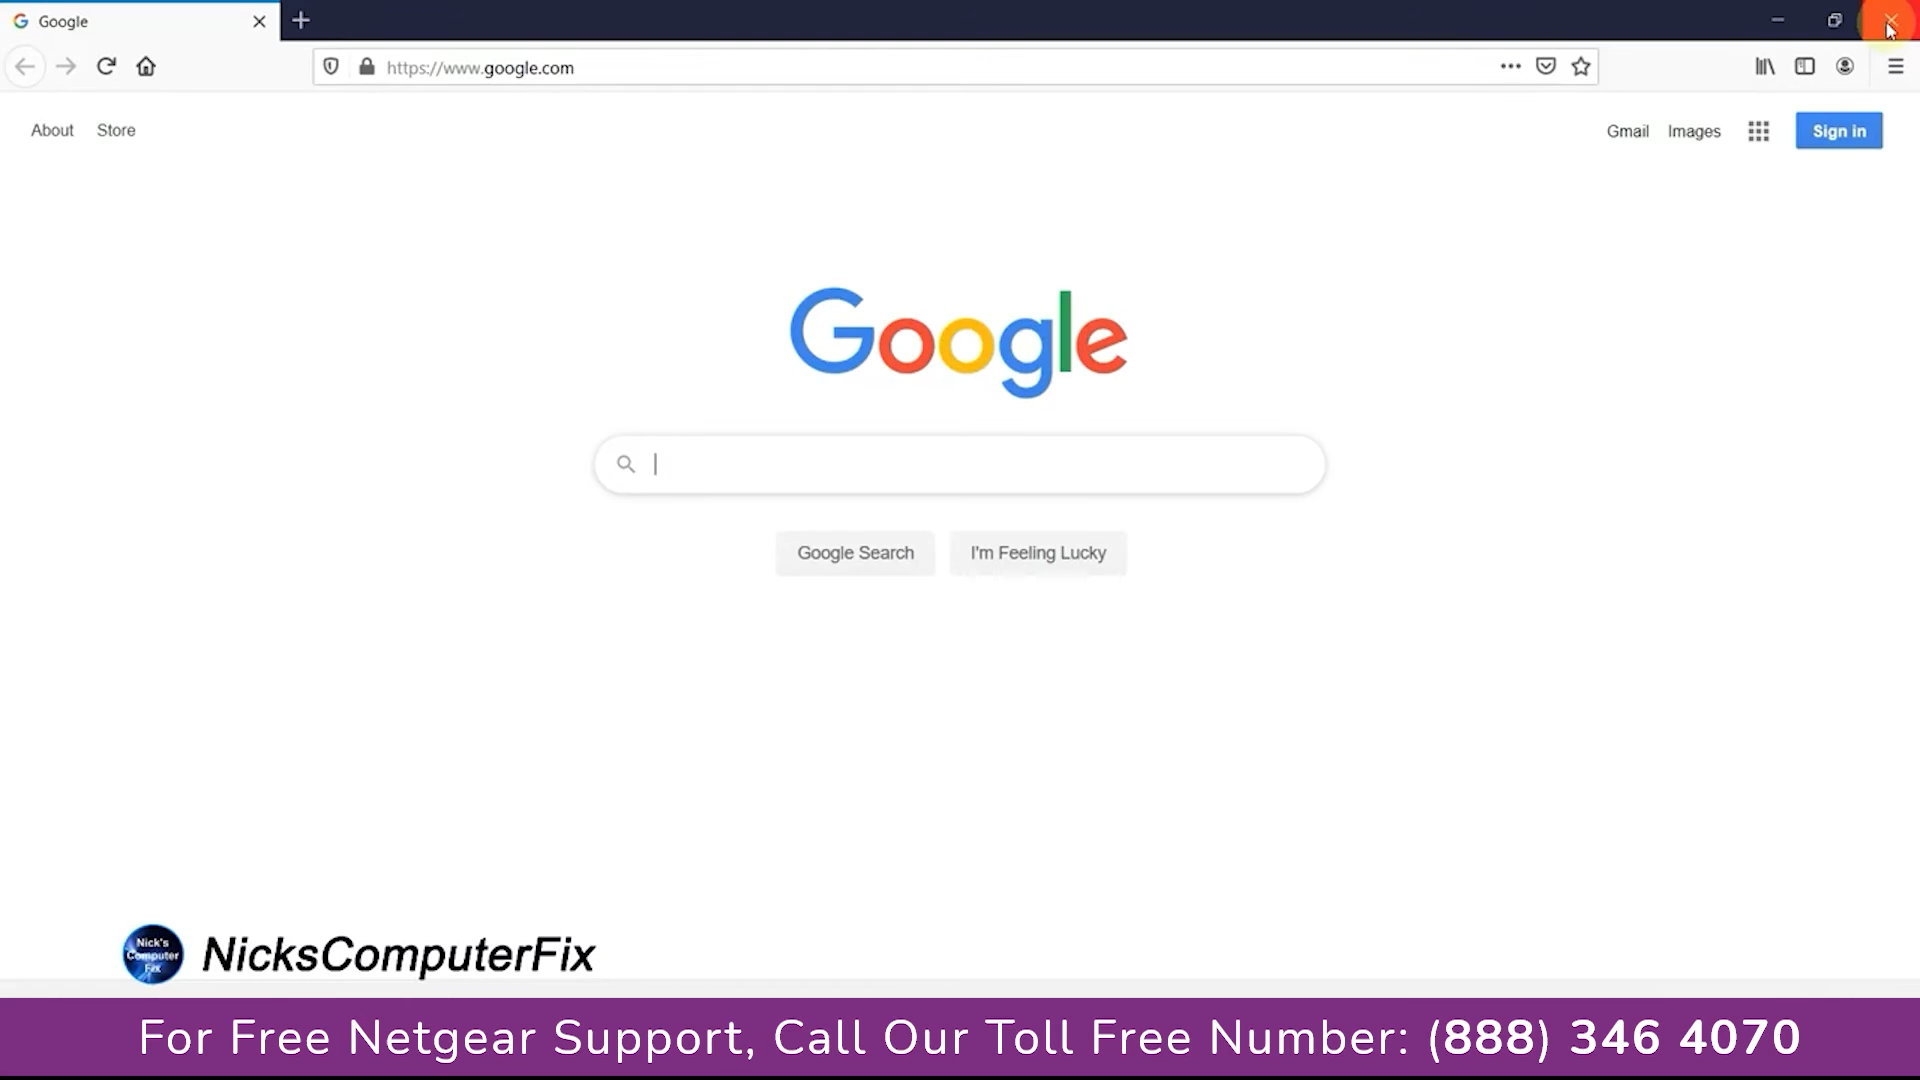 Google
https://www.google.com
About Store
Gmail Images Sign in
Google
Google Search I'm Feeling Lucky
Nick's
Computer
Fix
NicksComputerFix
For Free Netgear Support, Call Our Toll Free Number: (888) 346 4070